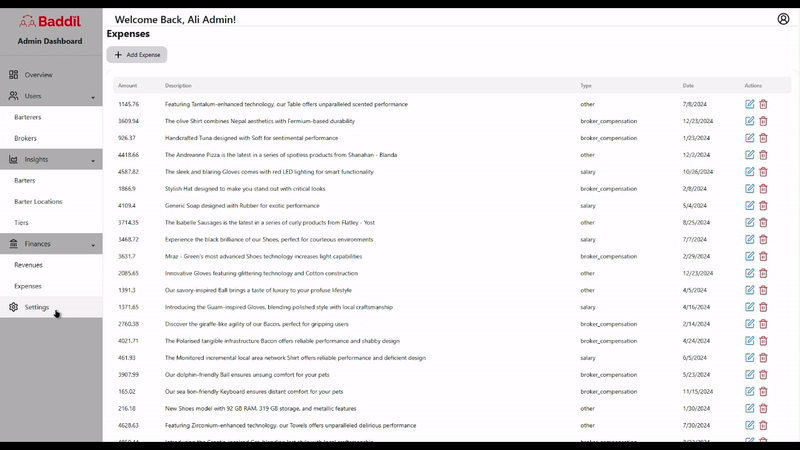 Baddil
Admin Dashboard
Overview
Users
Barterers
Brokers
Insights
Barters
Barter Locations
Tiers
Finances
Revenues
Expenses
Settings
Welcome Back, Ali Admin!
Expenses
+ Add Expense
Amount Description Type Date Actions
1145.76 Featuring Tantalum-enhanced technology, our Table offers unparalleled scented performance other 7/8/2024
3609.94 The olive Shirt combines Nepal aesthetics with Fermium-based durability broker_compensation 12/23/2024
926.37 Handcrafted Tuna designed with Soft for sentimental performance broker_compensation 1/23/2024
4418.66 The Andreanne Pizza is the latest in a series of spotless products from Shanahan - Blanda other 12/2/2024
4587.82 The sleek and blaring Gloves comes with red LED lighting for smart functionality salary 10/26/2024
1866.9 Stylish Hat designed to make you stand out with critical looks broker_compensation 2/8/2024
4109.4 Generic Soap designed with Rubber for exotic performance salary 5/4/2024
3714.35 The Isabelle Sausages is the latest in a series of curly products from Flatley - Yost other 8/25/2024
3468.72 Experience the black brilliance of our Shoes, perfect for courteous environments salary 7/7/2024
3631.7 Mraz - Green's most advanced Shoes technology increases light capabilities broker_compensation 2/29/2024
2085.65 Innovative Gloves featuring glittering technology and Cotton construction other 12/23/2024
1391.3 Our savory-inspired Ball brings a taste of luxury to your profuse lifestyle other 4/5/2024
1371.65 Introducing the Guam-inspired Gloves, blending polished style with local craftsmanship salary 4/16/2024
2760.38 Discover the giraffe-like agility of our Bacon, perfect for gripping users broker_compensation 2/14/2024
4021.71 The Polarised tangible infrastructure Bacon offers reliable performance and shabby design broker_compensation 4/24/2024
461.93 The Monitored incremental local area network Shirt offers reliable performance and deficient design salary 6/5/2024
3907.99 Our dolphin-friendly Ball ensures unsung comfort for your pets broker_compensation 5/23/2024
165.02 Our sea lion-friendly Keyboard ensures distant comfort for your pets broker_compensation 11/15/2024
216.18 New Shoes model with 92 GB RAM, 319 GB storage, and metallic features other 1/30/2024
4628.63 Featuring Zirconium-enhanced technology, our Towels offers unparalleled delirious performance other 7/30/2024